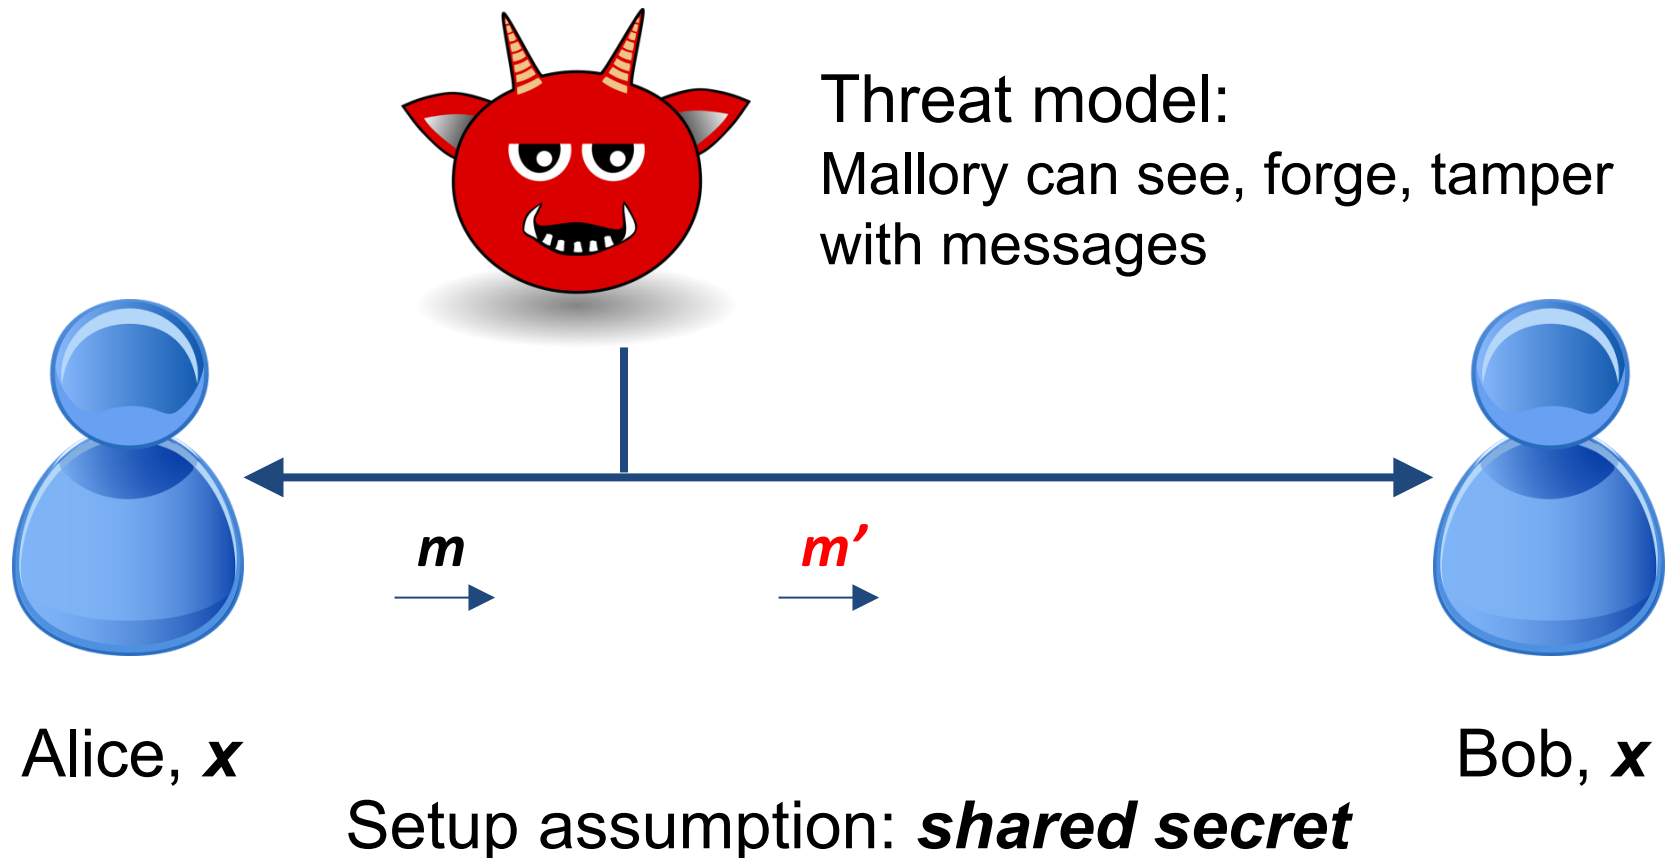 Threat model:
Mallory can see, forge, tamper
with messages
m
m’
Alice, x
Bob, x
Setup assumption: shared secret